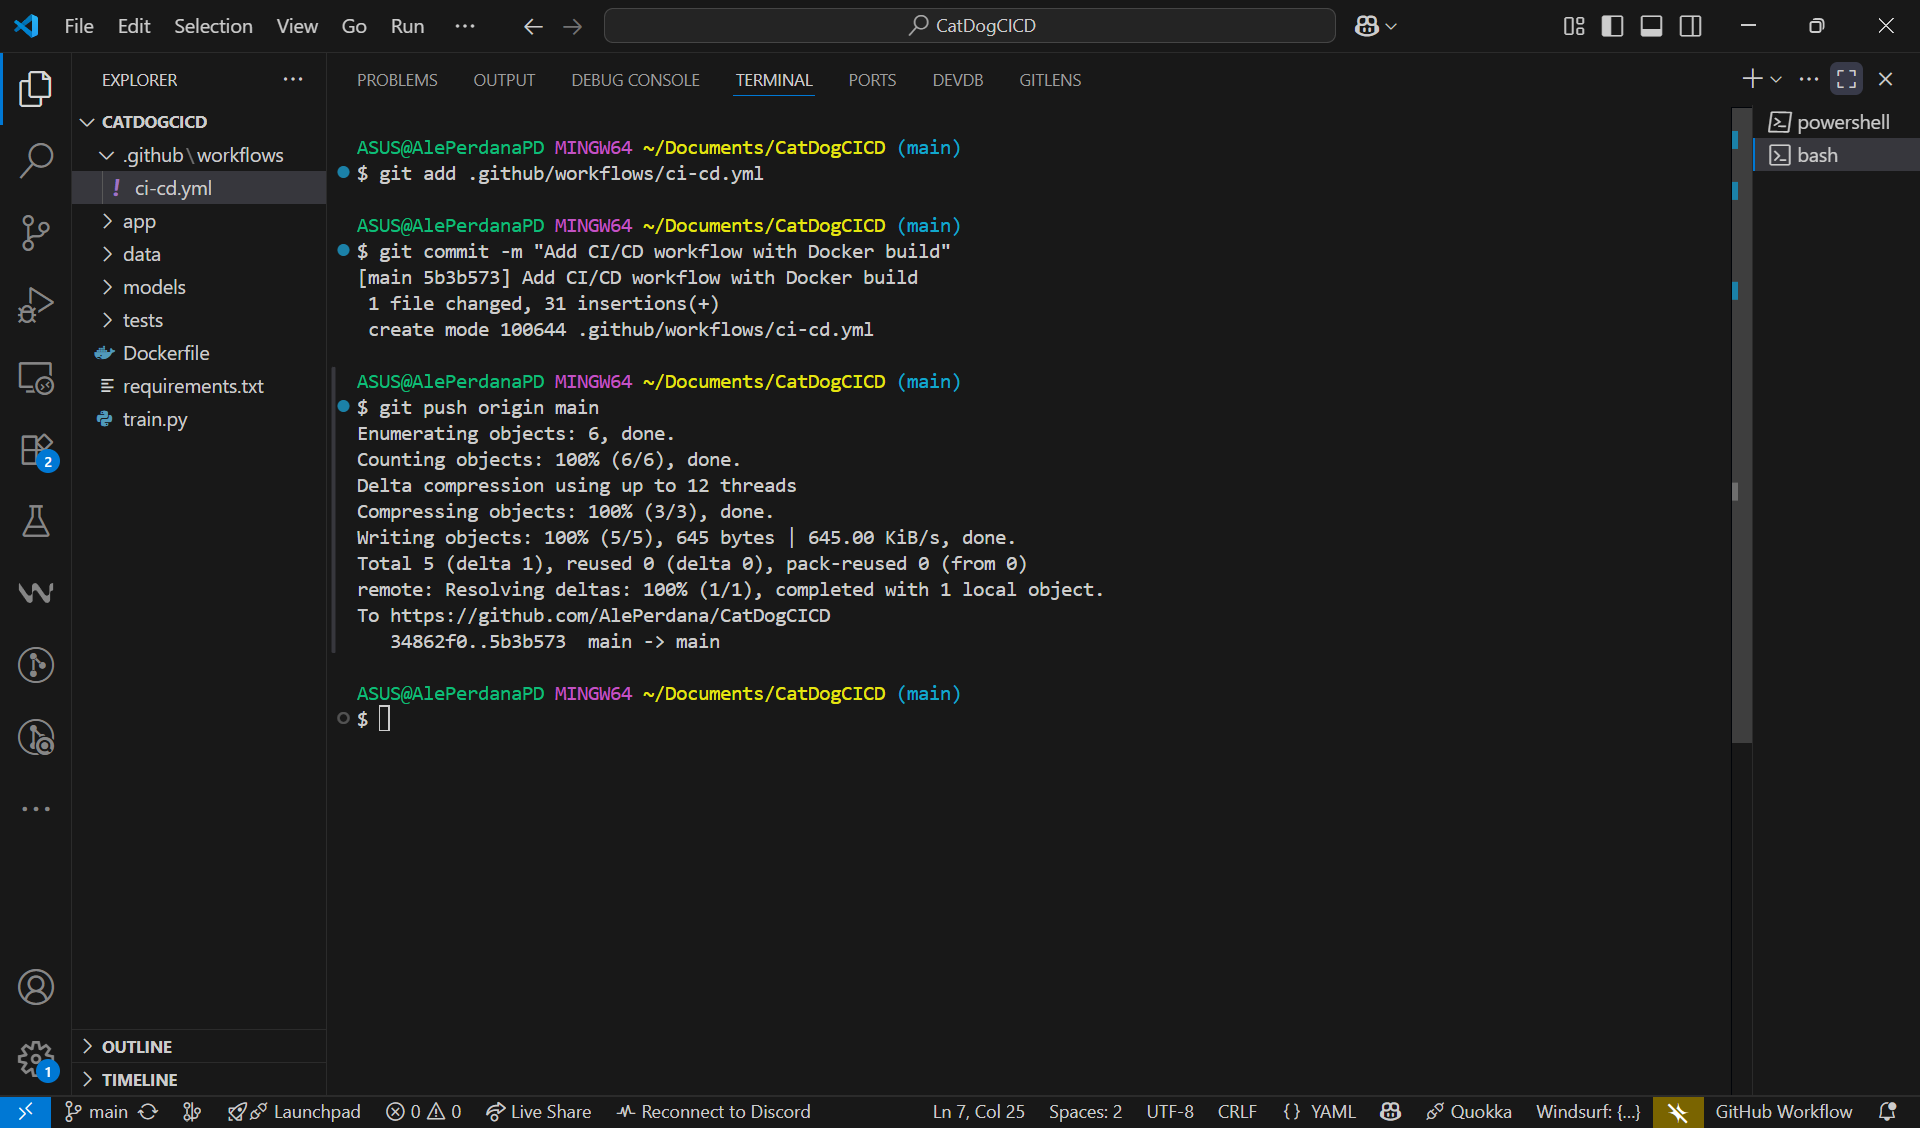 File Edit Selection View Go Run ··· CatDogCICD
EXPLORER ···
CATDOGCICD
.github\workflows
! ci-cd.yml
app
data
models
tests
Dockerfile
requirements.txt
train.py
OUTLINE
TIMELINE
2
1
PROBLEMS OUTPUT DEBUG CONSOLE TERMINAL PORTS DEVDB GITLENS
ASUS@AlePerdanaPD MINGW64 ~/Documents/CatDogCICD (main)
$ git add .github/workflows/ci-cd.yml
ASUS@AlePerdanaPD MINGW64 ~/Documents/CatDogCICD (main)
$ git commit -m "Add CI/CD workflow with Docker build"
[main 5b3b573] Add CI/CD workflow with Docker build
1 file changed, 31 insertions(+)
create mode 100644 .github/workflows/ci-cd.yml
ASUS@AlePerdanaPD MINGW64 ~/Documents/CatDogCICD (main)
$ git push origin main
Enumerating objects: 6, done.
Counting objects: 100% (6/6), done.
Delta compression using up to 12 threads
Compressing objects: 100% (3/3), done.
Writing objects: 100% (5/5), 645 bytes | 645.00 KiB/s, done.
Total 5 (delta 1), reused 0 (delta 0), pack-reused 0 (from 0)
remote: Resolving deltas: 100% (1/1), completed with 1 local object.
To https://github.com/AlePerdana/CatDogCICD
34862f0..5b3b573  main -> main
ASUS@AlePerdanaPD MINGW64 ~/Documents/CatDogCICD (main)
$
powershell
bash
main Launchpad 0 0 Live Share Reconnect to Discord Ln 7, Col 25 Spaces: 2 UTF-8 CRLF {} YAML Quokka Windsurf: {...} GitHub Workflow